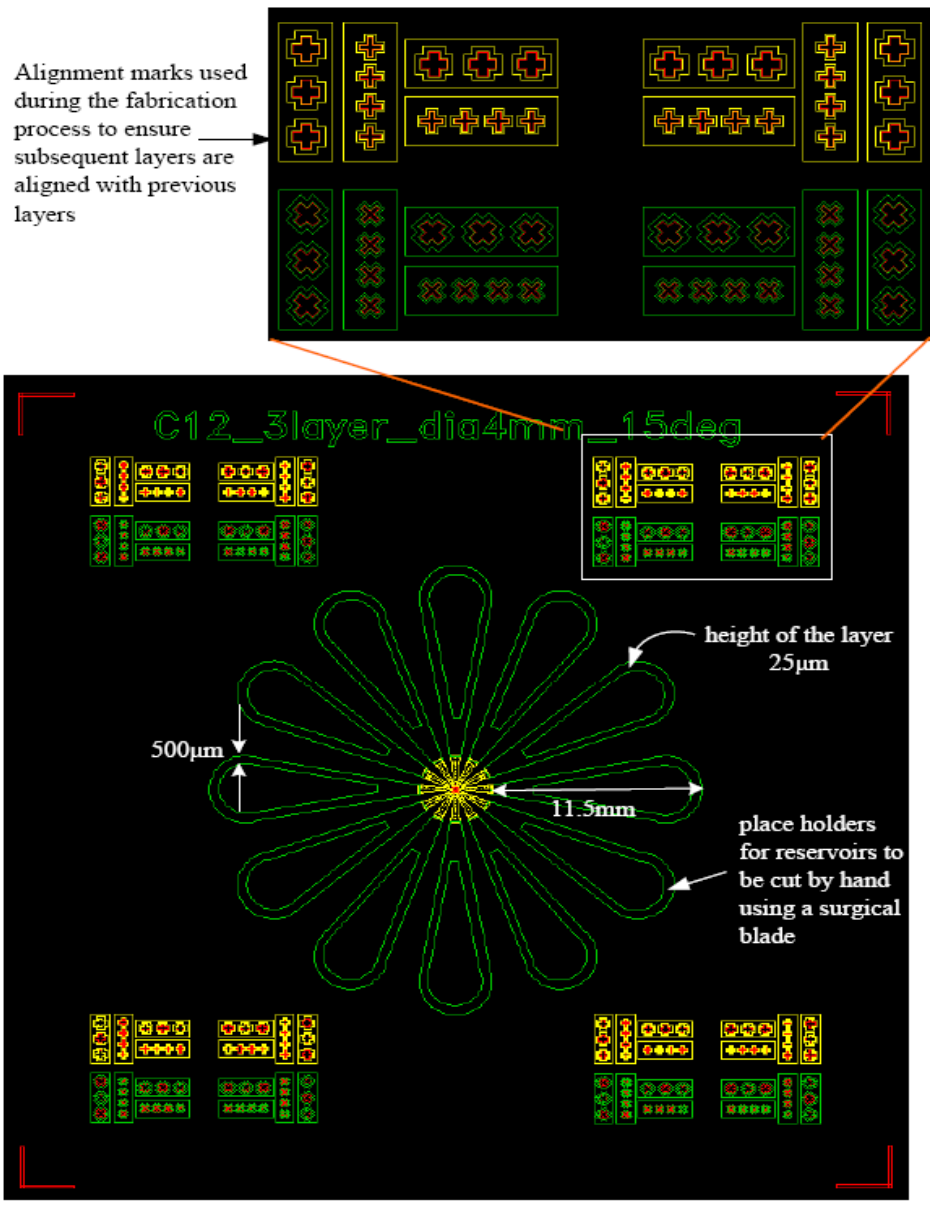 Alignment marks used
during the fabrication
process to ensure
subsequent layers are
aligned with previous
layers
C12_3layer_dia4mm_15deg
height of the layer
25μm
500μm
11.5mm
place holders
for reservoirs to
be cut by hand
using a surgical
blade